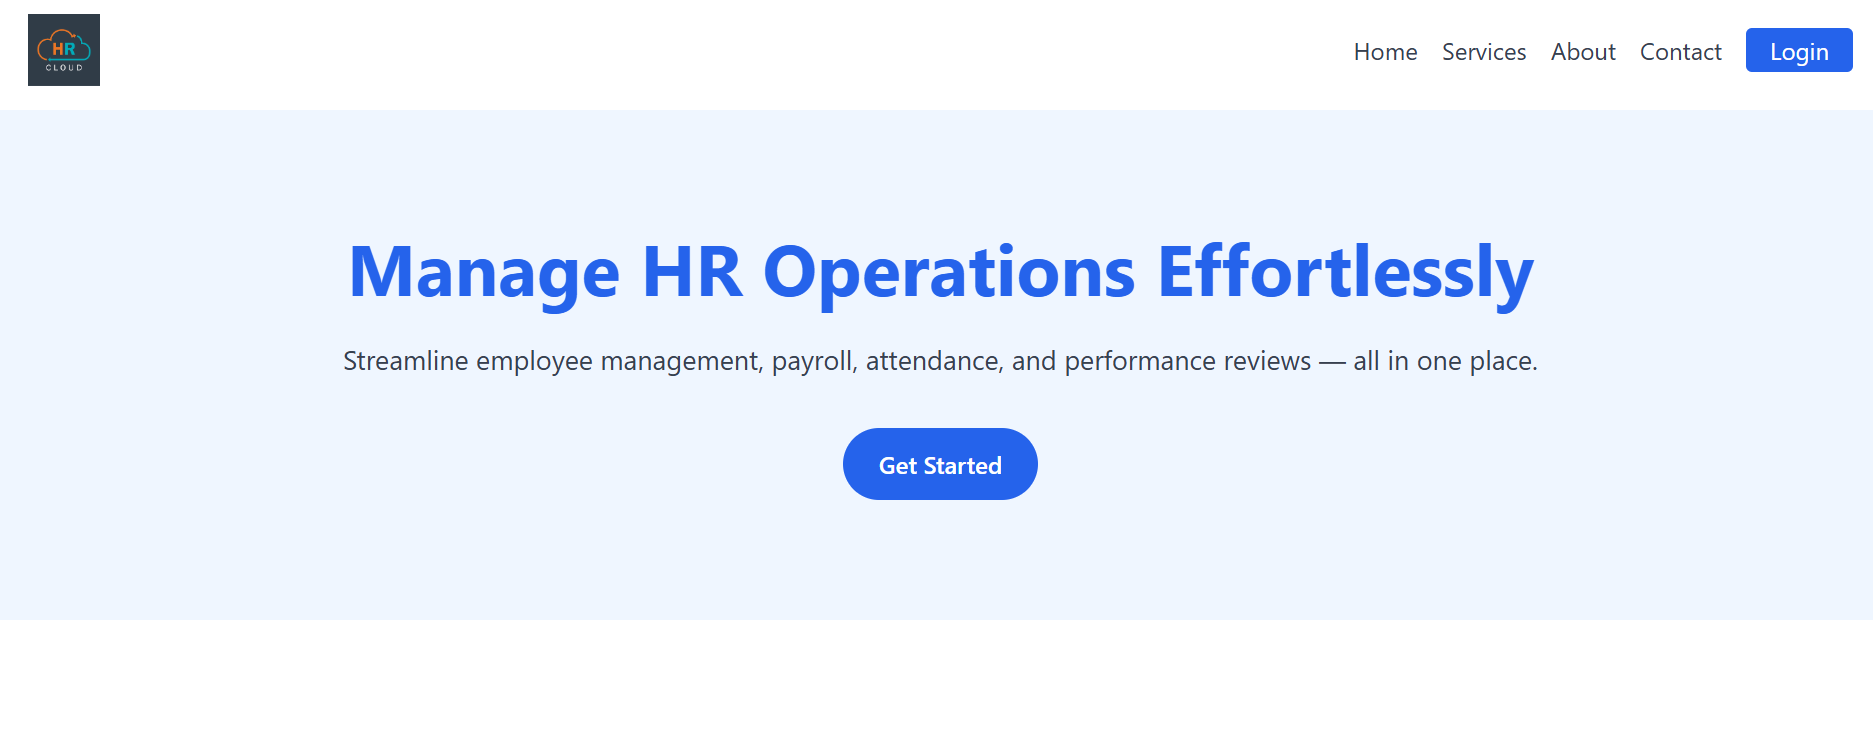 HR
CLOUD
Home Services About Contact Login
Manage HR Operations Effortlessly
Streamline employee management, payroll, attendance, and performance reviews — all in one place.
Get Started